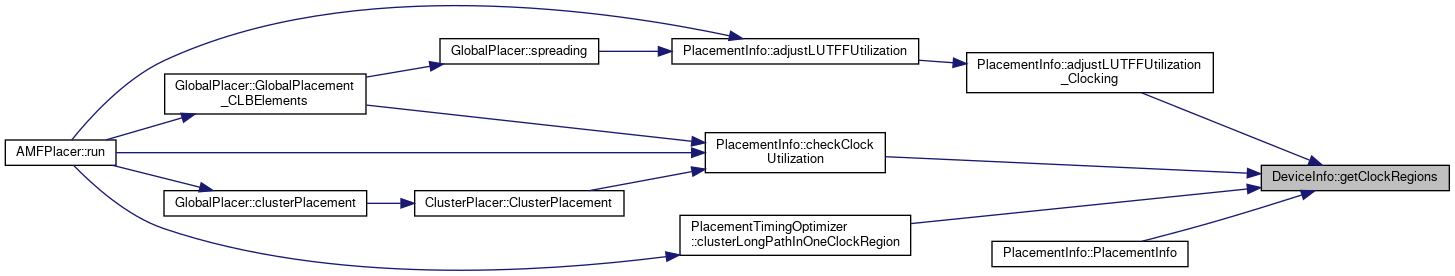 GlobalPlacer::spreading
PlacementInfo::adjustLUTFFUtilization
PlacementInfo::adjustLUTFFUtilization
_Clocking
GlobalPlacer::GlobalPlacement
_CLBElements
AMFPlacer::run
PlacementInfo::checkClock
Utilization
DeviceInfo::getClockRegions
GlobalPlacer::clusterPlacement
ClusterPlacer::ClusterPlacement
PlacementTimingOptimizer
::clusterLongPathInOneClockRegion
PlacementInfo::PlacementInfo